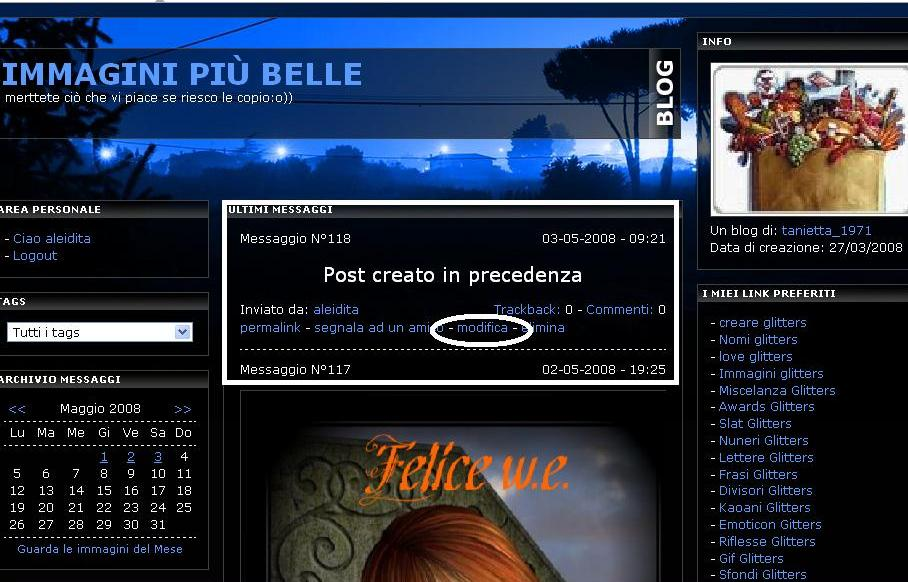 IMMAGINI PIÙ BELLE
merttete ciò che vi piace se riesco le copio:o))
BLOG
AREA PERSONALE
- Ciao aleidita
- Logout
TAGS
Tutti i tags
ARCHIVIO MESSAGGI
<< Maggio 2008 >>
Lu Ma Me Gi Ve Sa Do
1 2 3 4
5 6 7 8 9 10 11
12 13 14 15 16 17 18
19 20 21 22 23 24 25
26 27 28 29 30 31
Guarda le immagini del Mese
ULTIMI MESSAGGI
Messaggio N°118 03-05-2008 - 09:21
Post creato in precedenza
Inviato da: aleidita Trackback: 0 - Commenti: 0
permalink - segnala ad un amico - modifica - elimina
Messaggio N°117 02-05-2008 - 19:25
Felice w.e.
INFO
Un blog di: tanietta_1971
Data di creazione: 27/03/2008
I MIEI LINK PREFERITI
- creare glitters
- Nomi glitters
- love glitters
- Immagini glitters
- Miscelanza Glitters
- Awards Glitters
- Slat Glitters
- Nuneri Glitters
- Lettere Glitters
- Frasi Glitters
- Divisori Glitters
- Kaoani Glitters
- Emoticon Gitters
- Riflesse Glitters
- Gif Glitters
- Sfondi Glitters